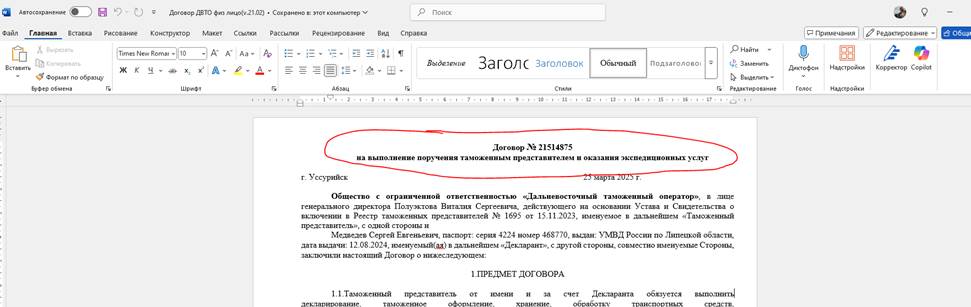 Автосохранение
Договор ДВТО физ лицо(v.21.02) • Сохранено в: этот компьютер
Поиск
Файл Главная Вставка Рисование Конструктор Макет Ссылки Рассылки Рецензирование Вид Справка
Примечания Редактирование Общи
Вставить
Вырезать
Копировать
Формат по образцу
Буфер обмена
Times New Roman 10
Шрифт
Абзац
Выделение Заголо Заголовок Обычный Подзаголовок
Стили
Найти
Заменить
Выделить
Редактирование
Диктофон
Голос
Надстройки
Надстройки
Корректор Copilot
Договор № 21514875
на выполнение поручения таможенным представителем и оказания экспедиционных услуг
г. Уссурийск 25 марта 2025 г.
Общество с ограниченной ответственностью «Дальневосточный таможенный оператор», в лице
генерального директора Полуэктова Виталия Сергеевича, действующего на основании Устава и Свидетельства о
включении в Реестр таможенных представителей № 1695 от 15.11.2023, именуемое в дальнейшем «Таможенный
представитель», с одной стороны и
Медведев Сергей Евгеньевич, паспорт: серия 4224 номер 468770, выдан: УМВД России по Липецкой области,
дата выдачи: 12.08.2024, именуемый(ая) в дальнейшем «Декларант», с другой стороны, совместно именуемые Стороны,
заключили настоящий Договор о нижеследующем:
1.ПРЕДМЕТ ДОГОВОРА
1.1.Таможенный представитель от имени и за счет Декларанта обязуется выполнить
декларирование, таможенное оформление, хранение, обработку транспортных средств,